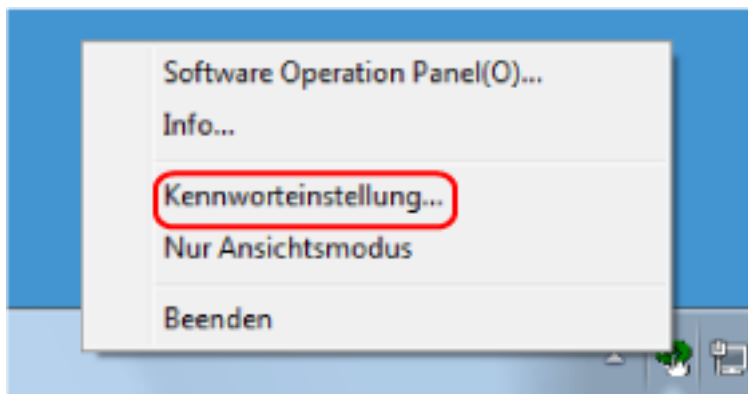 Software Operation Panel(O)...
Info...
Kennworteinstellung...
Nur Ansichtsmodus
Beenden